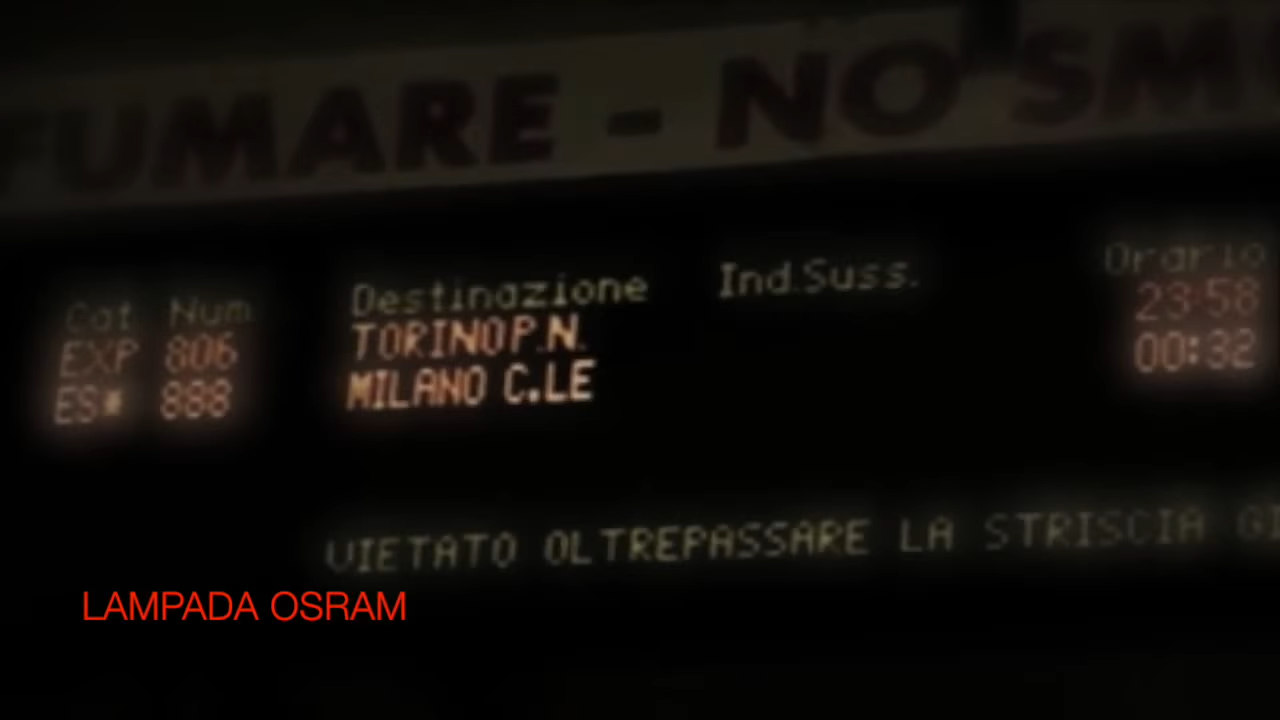 FUMARE - NO SM
Cat Num Destinazione Ind.Suss. Orario
EXP 806 TORINO P.N. 23:58
ES* 888 MILANO C.LE 00:32
VIETATO OLTREPASSARE LA STRISCIA GI
LAMPADA OSRAM